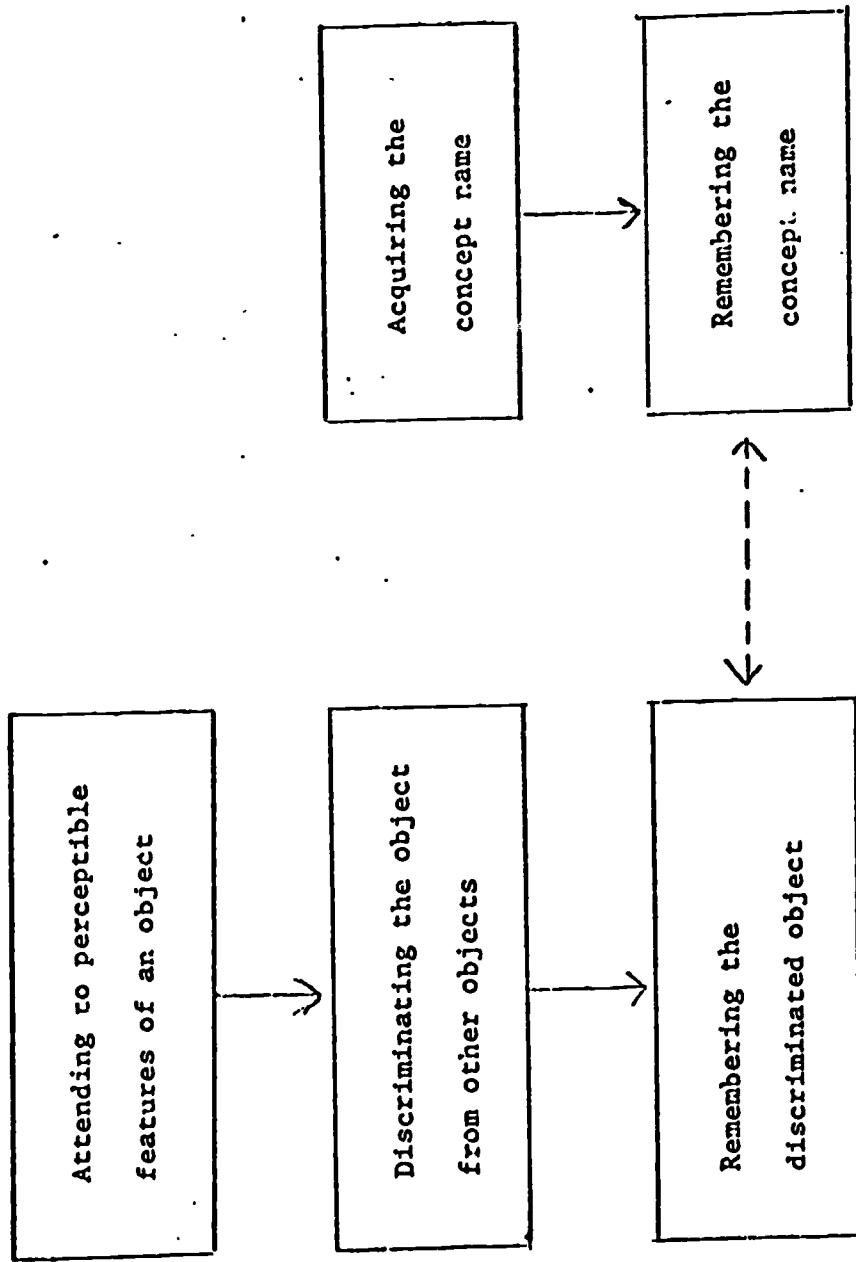 Attending to perceptible
features of an object
Discriminating the object
from other objects
Remembering the
discriminated object
Acquiring the
concept name
Remembering the
concept name